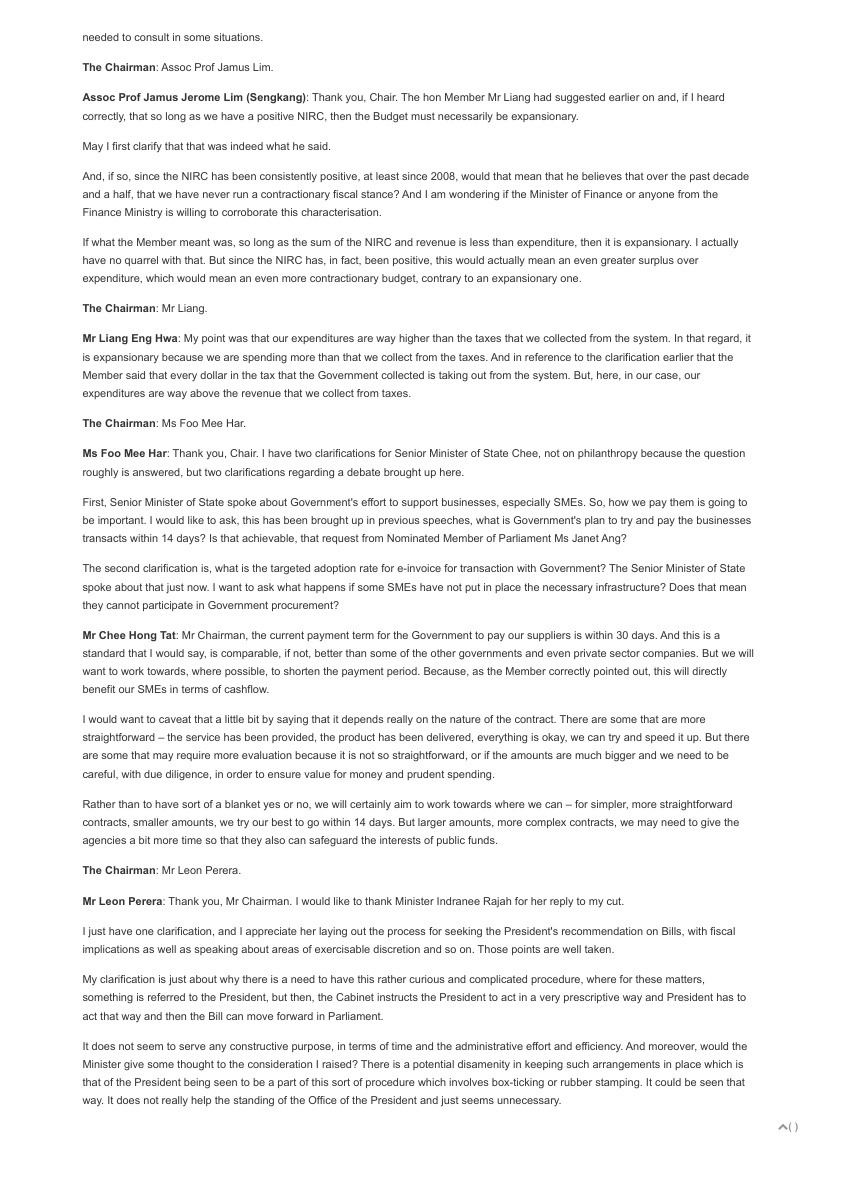 needed to consult in some situations.
The Chairman: Assoc Prof Jamus Lim.
Assoc Prof Jamus Jerome Lim (Sengkang): Thank you, Chair. The hon Member Mr Liang had suggested earlier on and, if I heard
correctly, that so long as we have a positive NIRC, then the Budget must necessarily be expansionary.
May I first clarify that that was indeed what he said.
And, if so, since the NIRC has been consistently positive, at least since 2008, would that mean that he believes that over the past decade
and a half, that we have never run a contractionary fiscal stance? And I am wondering if the Minister of Finance or anyone from the
Finance Ministry is willing to corroborate this characterisation.
If what the Member meant was, so long as the sum of the NIRC and revenue is less than expenditure, then it is expansionary. I actually
have no quarrel with that. But since the NIRC has, in fact, been positive, this would actually mean an even greater surplus over
expenditure, which would mean an even more contractionary budget, contrary to an expansionary one.
The Chairman: Mr Liang.
Mr Liang Eng Hwa: My point was that our expenditures are way higher than the taxes that we collected from the system. In that regard, it
is expansionary because we are spending more than that we collect from the taxes. And in reference to the clarification earlier that the
Member said that every dollar in the tax that the Government collected is taking out from the system. But, here, in our case, our
expenditures are way above the revenue that we collect from taxes.
The Chairman: Ms Foo Mee Har.
Ms Foo Mee Har: Thank you, Chair. I have two clarifications for Senior Minister of State Chee, not on philanthropy because the question
roughly is answered, but two clarifications regarding a debate brought up here.
First, Senior Minister of State spoke about Government's effort to support businesses, especially SMEs. So, how we pay them is going to
be important. I would like to ask, this has been brought up in previous speeches, what is Government's plan to try and pay the businesses
transacts within 14 days? Is that achievable, that request from Nominated Member of Parliament Ms Janet Ang?
The second clarification is, what is the targeted adoption rate for e-invoice for transaction with Government? The Senior Minister of State
spoke about that just now. I want to ask what happens if some SMEs have not put in place the necessary infrastructure? Does that mean
they cannot participate in Government procurement?
Mr Chee Hong Tat: Mr Chairman, the current payment term for the Government to pay our suppliers is within 30 days. And this is a
standard that I would say, is comparable, if not, better than some of the other governments and even private sector companies. But we will
want to work towards, where possible, to shorten the payment period. Because, as the Member correctly pointed out, this will directly
benefit our SMEs in terms of cashflow.
I would want to caveat that a little bit by saying that it depends really on the nature of the contract. There are some that are more
straightforward – the service has been provided, the product has been delivered, everything is okay, we can try and speed it up. But there
are some that may require more evaluation because it is not so straightforward, or if the amounts are much bigger and we need to be
careful, with due diligence, in order to ensure value for money and prudent spending.
Rather than to have sort of a blanket yes or no, we will certainly aim to work towards where we can – for simpler, more straightforward
contracts, smaller amounts, we try our best to go within 14 days. But larger amounts, more complex contracts, we may need to give the
agencies a bit more time so that they also can safeguard the interests of public funds.
The Chairman: Mr Leon Perera.
Mr Leon Perera: Thank you, Mr Chairman. I would like to thank Minister Indranee Rajah for her reply to my cut.
I just have one clarification, and I appreciate her laying out the process for seeking the President's recommendation on Bills, with fiscal
implications as well as speaking about areas of exercisable discretion and so on. Those points are well taken.
My clarification is just about why there is a need to have this rather curious and complicated procedure, where for these matters,
something is referred to the President, but then, the Cabinet instructs the President to act in a very prescriptive way and President has to
act that way and then the Bill can move forward in Parliament.
It does not seem to serve any constructive purpose, in terms of time and the administrative effort and efficiency. And moreover, would the
Minister give some thought to the consideration I raised? There is a potential disamenity in keeping such arrangements in place which is
that of the President being seen to be a part of this sort of procedure which involves box-ticking or rubber stamping. It could be seen that
way. It does not really help the standing of the Office of the President and just seems unnecessary.
( )